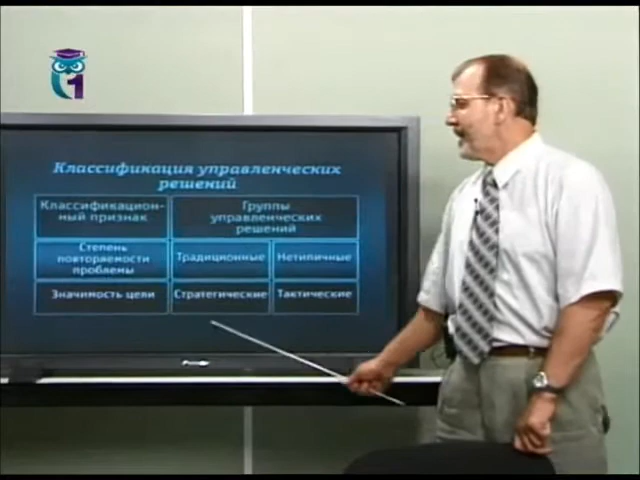 1
Классификация управленческих
решений
Классификацион-
ный признак
Группы
управленческих
решений
Степень
повторяемости
проблемы
Традиционные
Нетипичные
Значимость цели
Стратегические
Тактические